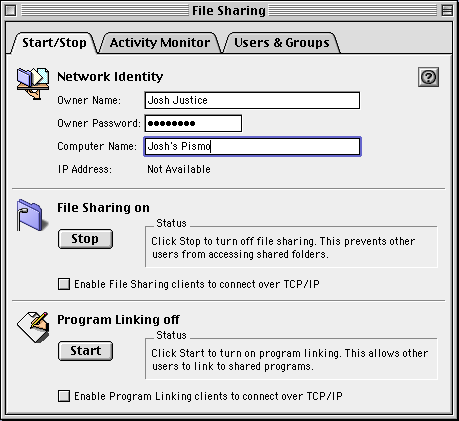 File Sharing
Start/Stop Activity Monitor Users & Groups
Network Identity
?
Owner Name: Josh Justice
Owner Password: ••••••••
Computer Name: Josh's Pismo
IP Address: Not Available
File Sharing on
Status
Stop
Click Stop to turn off file sharing. This prevents other
users from accessing shared folders.
Enable File Sharing clients to connect over TCP/IP
Program Linking off
Status
Start
Click Start to turn on program linking. This allows other
users to link to shared programs.
Enable Program Linking clients to connect over TCP/IP